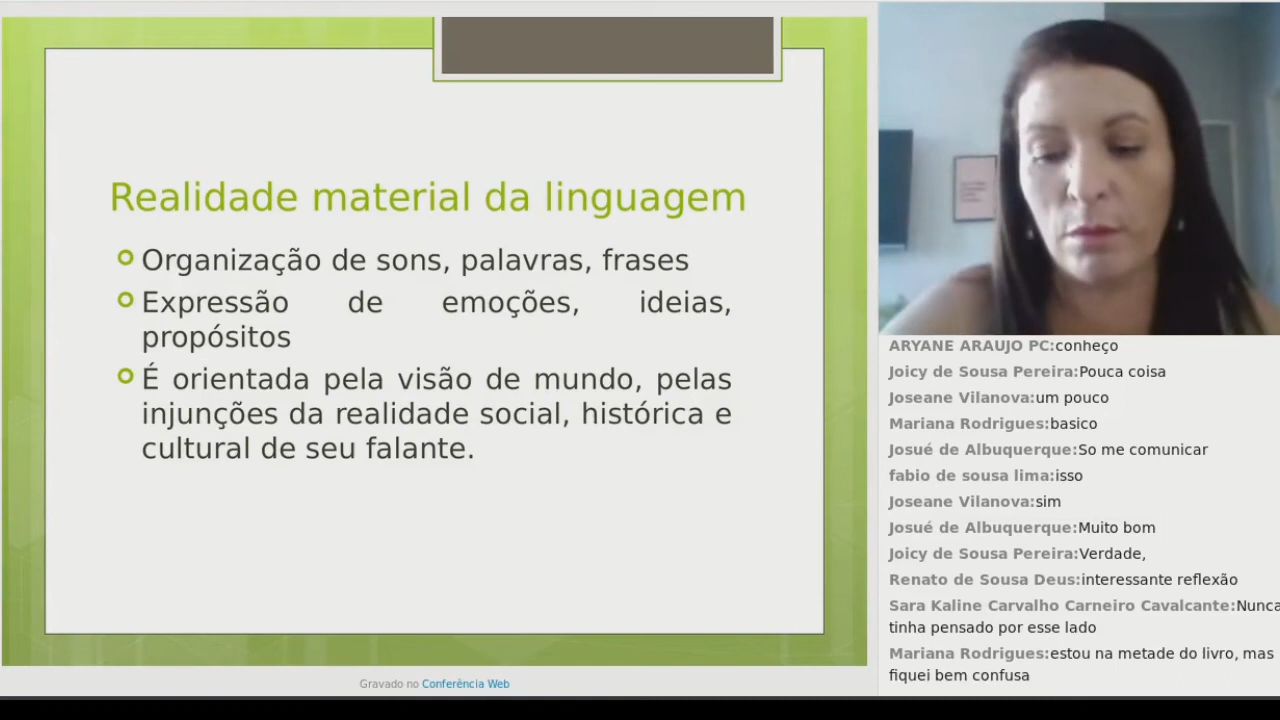 Realidade material da linguagem
Organização de sons, palavras, frases
Expressão de emoções, ideias,
propósitos
É orientada pela visão de mundo, pelas
injunções da realidade social, histórica e
cultural de seu falante.
Gravado no Conferência Web
ARYANE ARAUJO PC:conheço
Joicy de Sousa Pereira:Pouca coisa
Joseane Vilanova:um pouco
Mariana Rodrigues:basico
Josué de Albuquerque:So me comunicar
fabio de sousa lima:isso
Joseane Vilanova:sim
Josué de Albuquerque:Muito bom
Joicy de Sousa Pereira:Verdade,
Renato de Sousa Deus:interessante reflexão
Sara Kaline Carvalho Carneiro Cavalcante:Nunca
tinha pensado por esse lado
Mariana Rodrigues:estou na metade do livro, mas
fiquei bem confusa